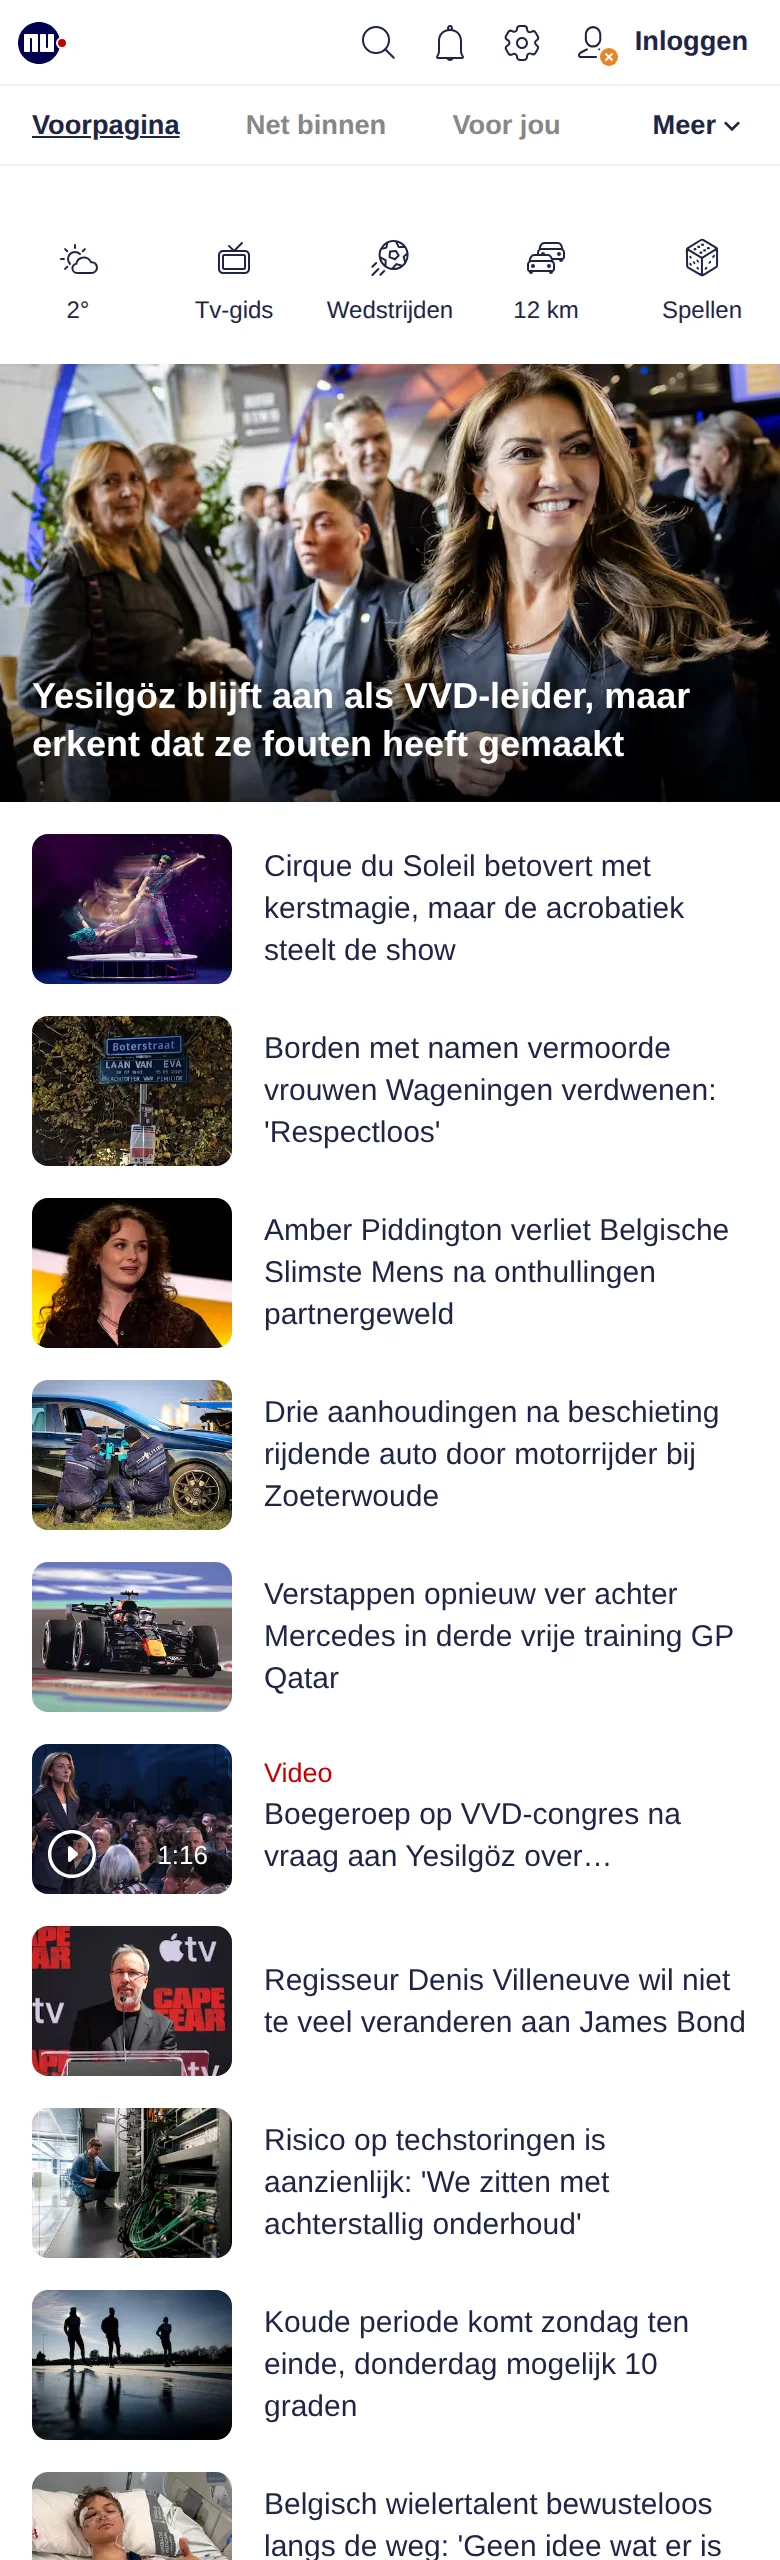 nu
Inloggen
Voorpagina
Net binnen
Voor jou
Meer
2°
Tv-gids
Wedstrijden
12 km
Spellen
Yesilgöz blijft aan als VVD-leider, maar
erkent dat ze fouten heeft gemaakt
Cirque du Soleil betovert met
kerstmagie, maar de acrobatiek
steelt de show
Boterstraat
LAAN VAN EVA
SLACHTOFFER VAN FEMICIDE
Borden met namen vermoorde
vrouwen Wageningen verdwenen:
'Respectloos'
Amber Piddington verliet Belgische
Slimste Mens na onthullingen
partnergeweld
Drie aanhoudingen na beschieting
rijdende auto door motorrijder bij
Zoeterwoude
Verstappen opnieuw ver achter
Mercedes in derde vrije training GP
Qatar
1:16
Video
Boegeroep op VVD-congres na
vraag aan Yesilgöz over…
tv
CAPE
FEAR
tv
tv
Regisseur Denis Villeneuve wil niet
te veel veranderen aan James Bond
Risico op techstoringen is
aanzienlijk: 'We zitten met
achterstallig onderhoud'
Koude periode komt zondag ten
einde, donderdag mogelijk 10
graden
Belgisch wielertalent bewusteloos
langs de weg: 'Geen idee wat er is